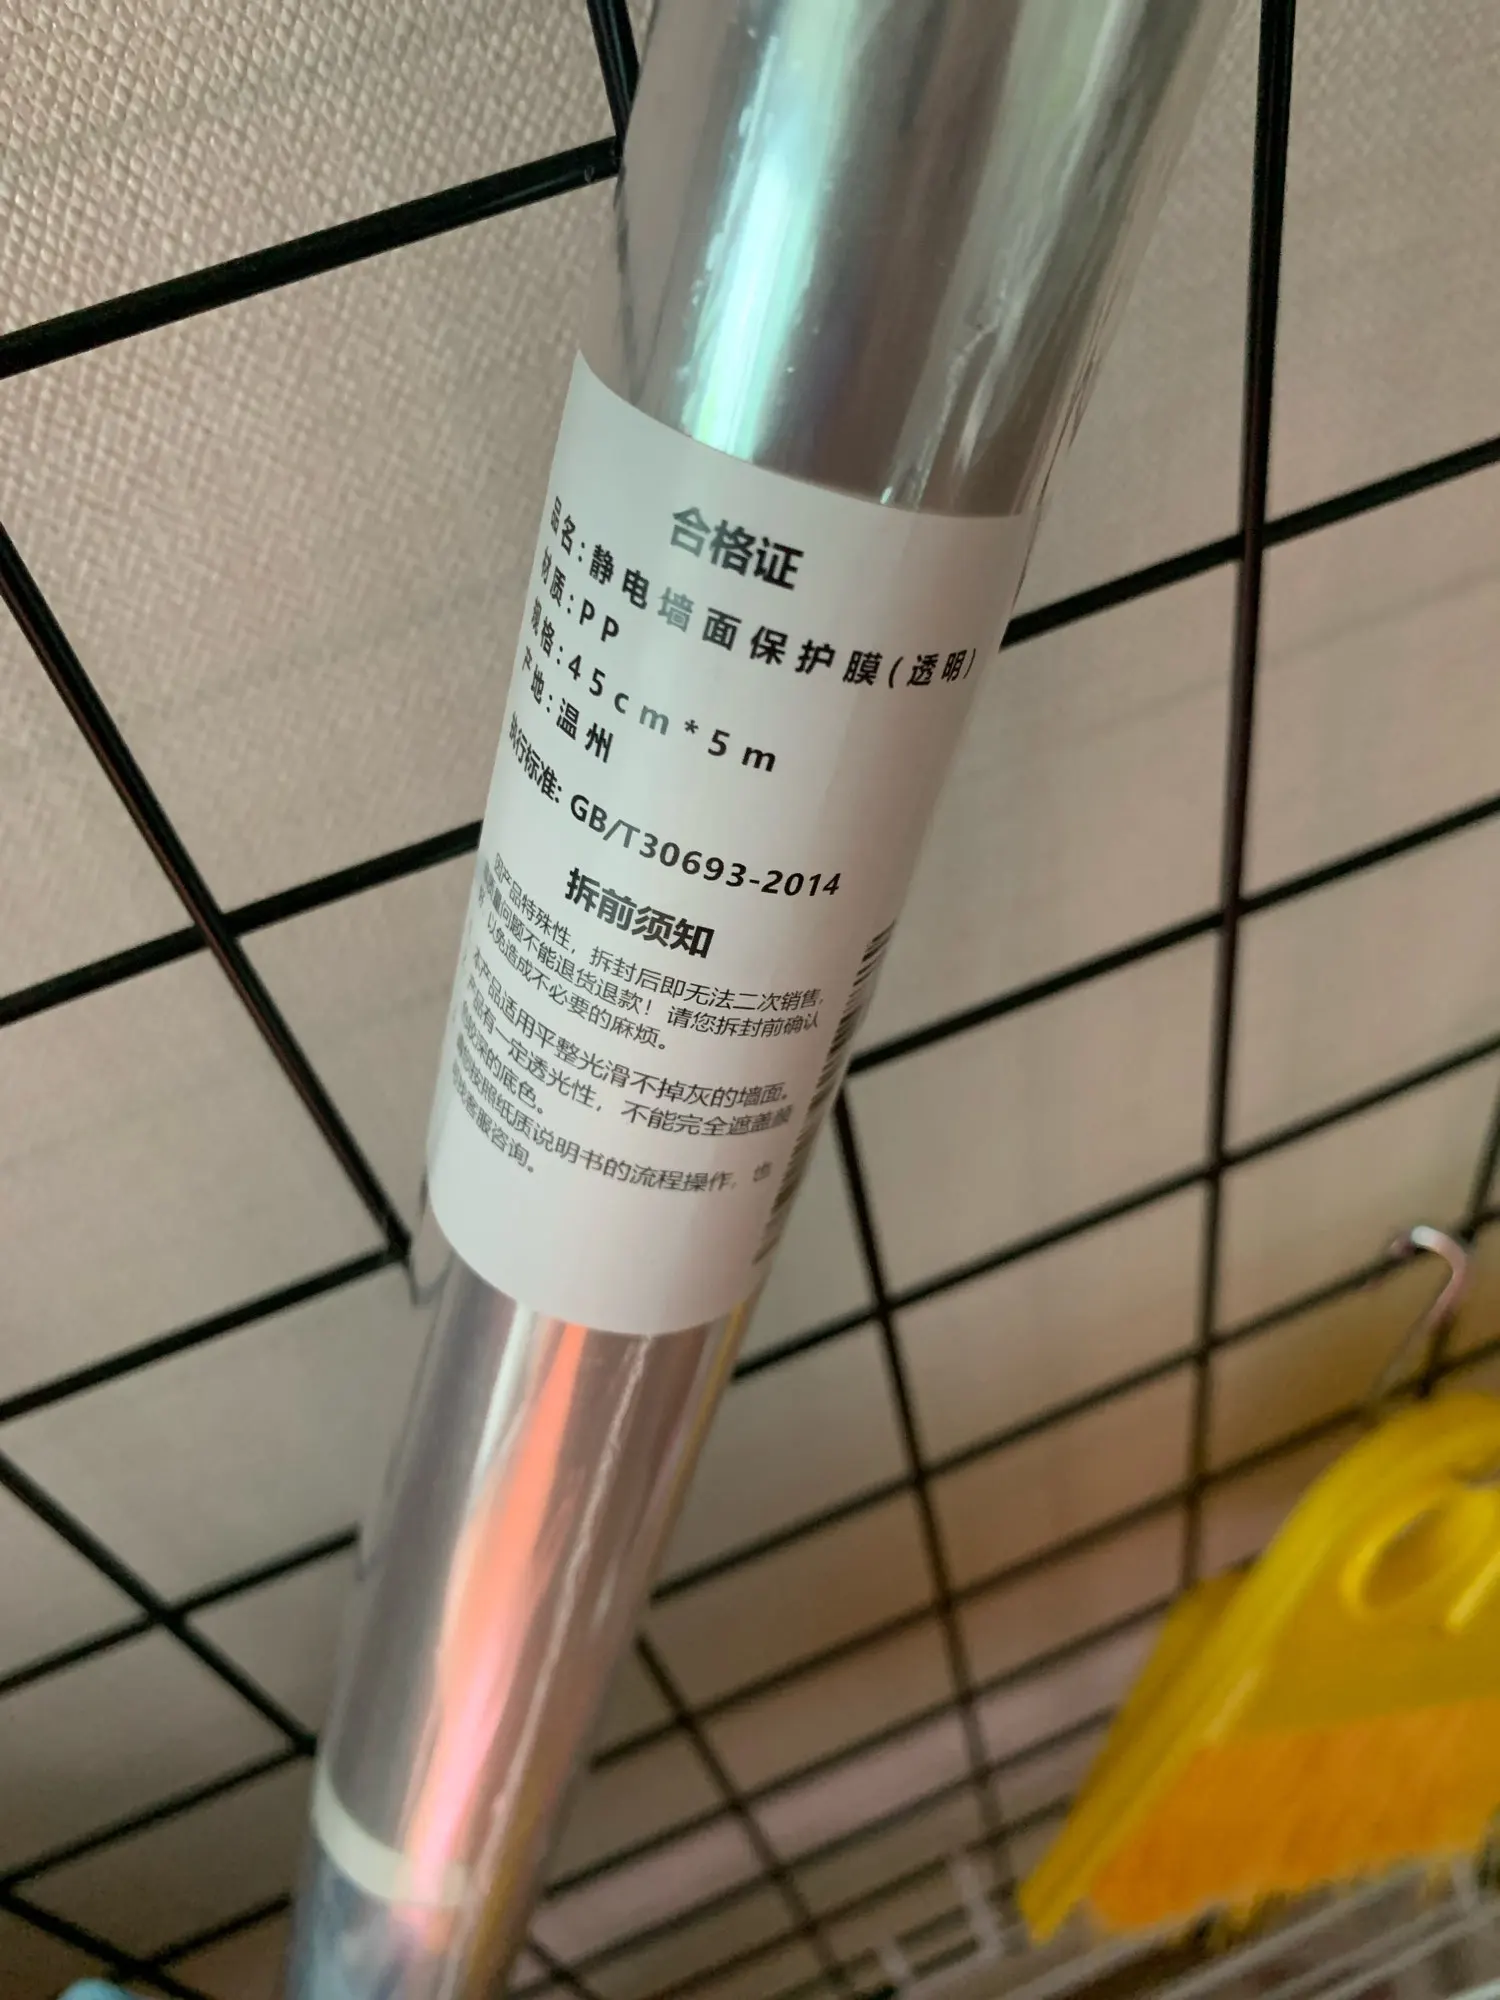 合格证
品名：静电墙面保护膜（透明）
材质：PP
规格：45cm*5m
产地：温州
执行标准：GB/T30693-2014
拆前须知
因产品特殊性，拆封后即无法二次销售，
质量问题不能退货退款！请您拆封前确认
以免造成不必要的麻烦。
本产品适用平整光滑不掉灰的墙面。
产品有一定透光性，不能完全遮盖颜
较深的底色。
按照纸质说明书的流程操作，也
客服咨询。